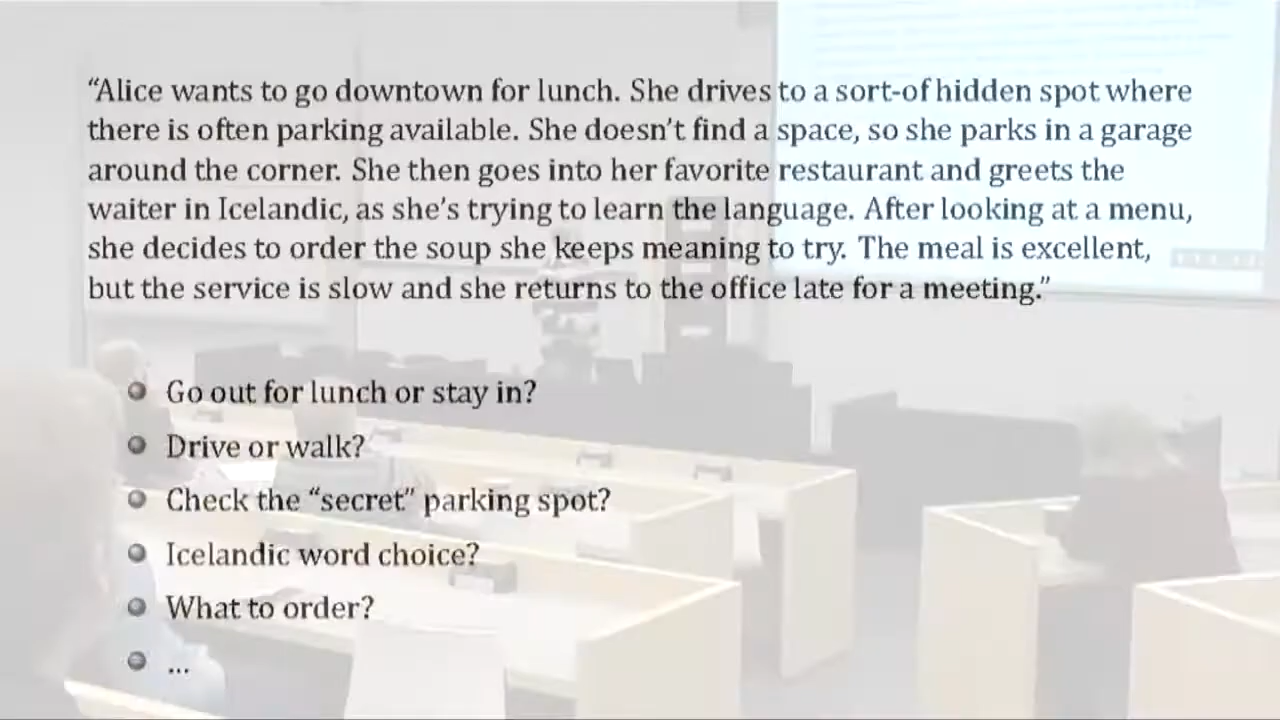 “Alice wants to go downtown for lunch. She drives to a sort-of hidden spot where
there is often parking available. She doesn’t find a space, so she parks in a garage
around the corner. She then goes into her favorite restaurant and greets the
waiter in Icelandic, as she’s trying to learn the language. After looking at a menu,
she decides to order the soup she keeps meaning to try. The meal is excellent,
but the service is slow and she returns to the office late for a meeting.”
Go out for lunch or stay in?
Drive or walk?
Check the “secret” parking spot?
Icelandic word choice?
What to order?
...